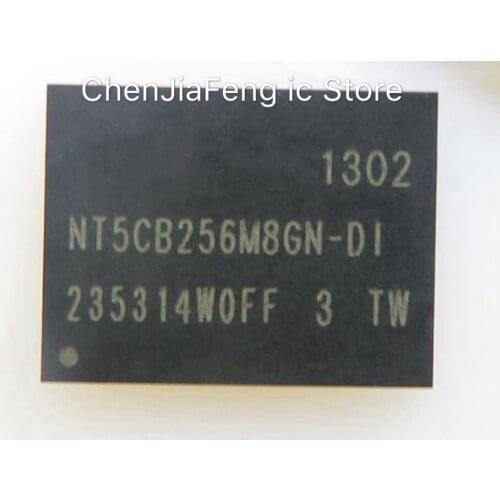 ChenJiaFeng ic Store
1302
NT5CB256M8GN-DI
235314W0FF 3 TW